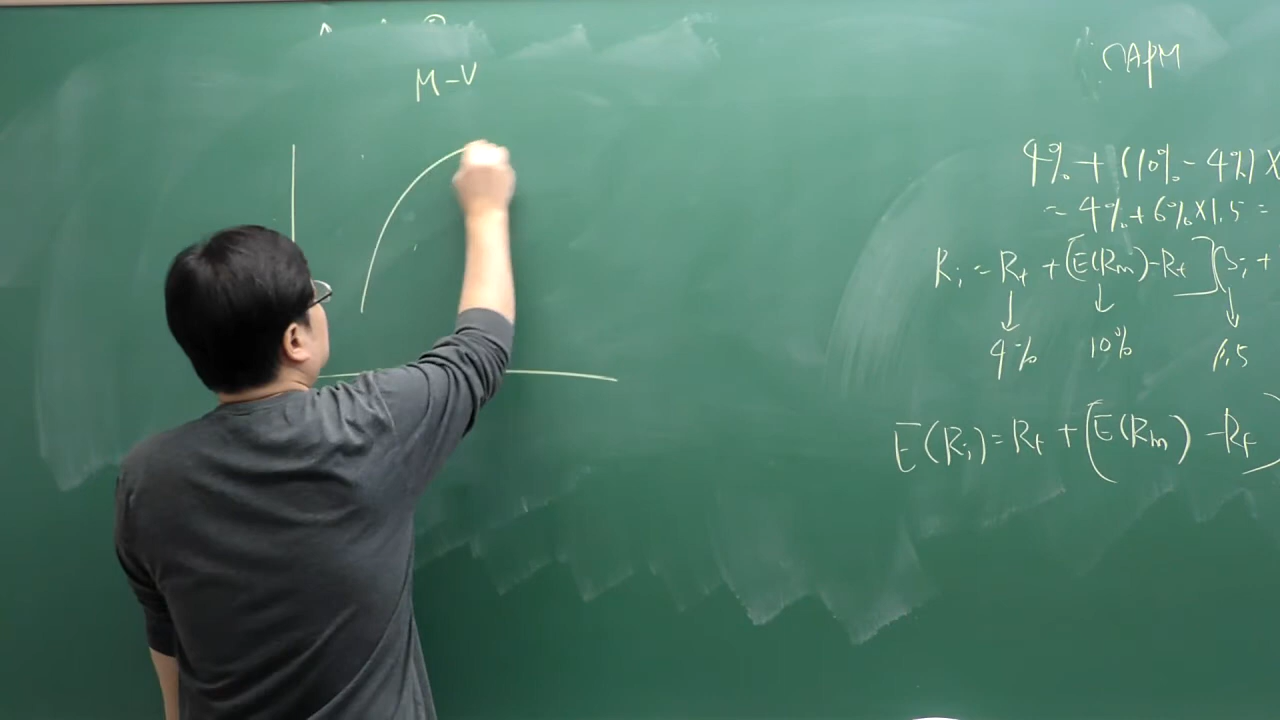 M-V
CAPM
4% + (10% - 4%) X
= 4% + 6% X 1.5 =
Ri = Rf + [E(Rm) - Rf] βi +
4% 10% 1.5
E(Ri) = Rf + (E(Rm) - Rf)